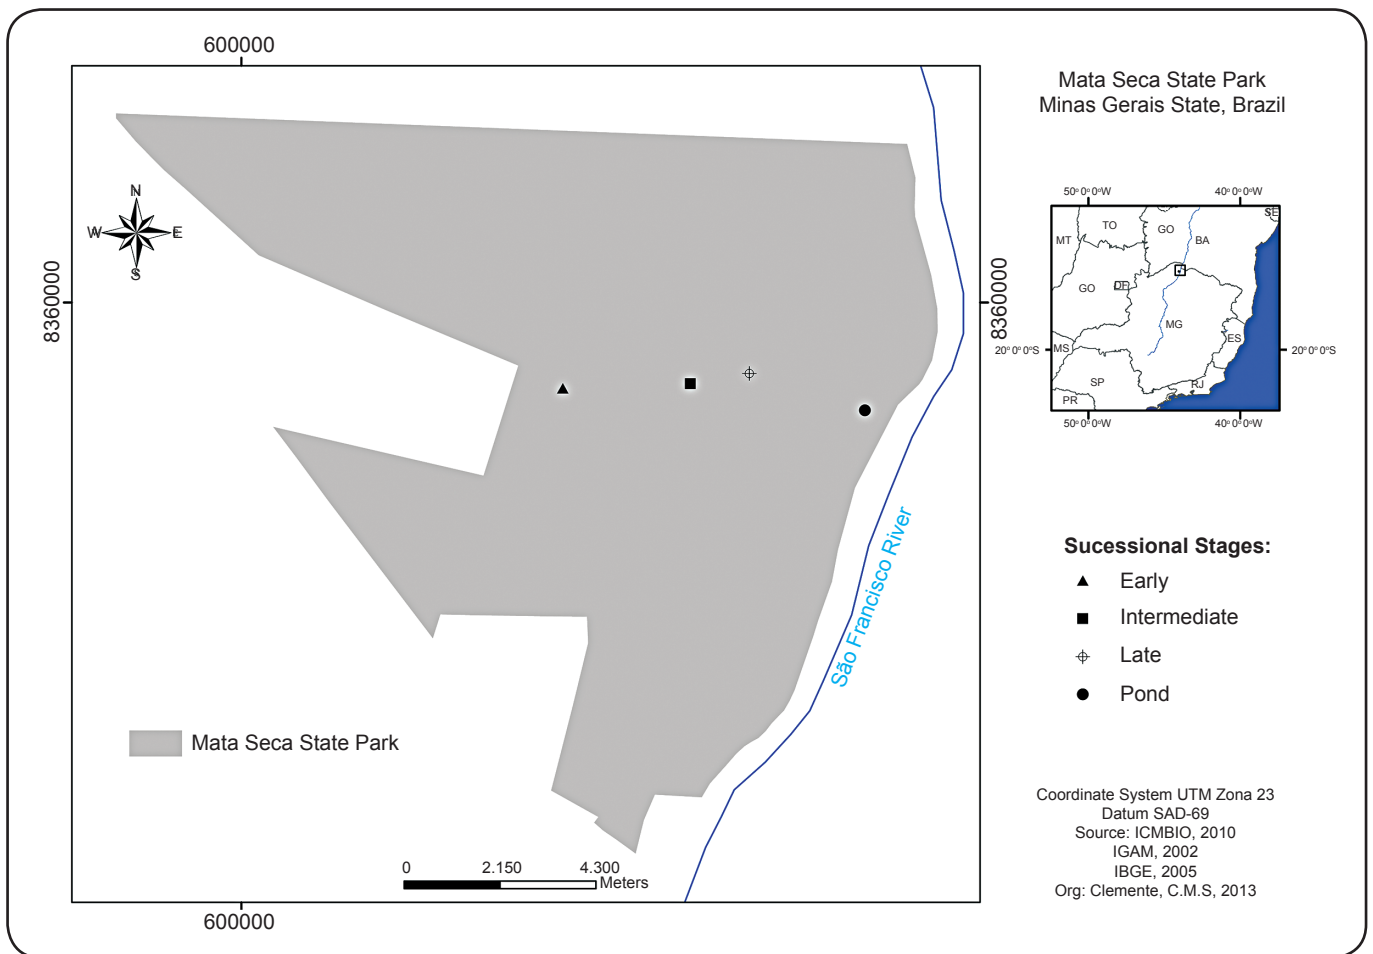 600000
Mata Seca State Park
Minas Gerais State, Brazil
N
W
E
S
8360000
8360000
50° 0' 0"W
40° 0' 0"W
SE
TO
GO
BA
MT
GO
DF
MG
ES
MS
20° 0' 0"S
20° 0' 0"S
SP
RJ
PR
50° 0' 0"W
40° 0' 0"W
São Francisco River
Sucessional Stages:
Early
Intermediate
Late
Pond
Mata Seca State Park
0 2.150 4.300
Meters
600000
Coordinate System UTM Zona 23
Datum SAD-69
Source: ICMBIO, 2010
IGAM, 2002
IBGE, 2005
Org: Clemente, C.M.S, 2013